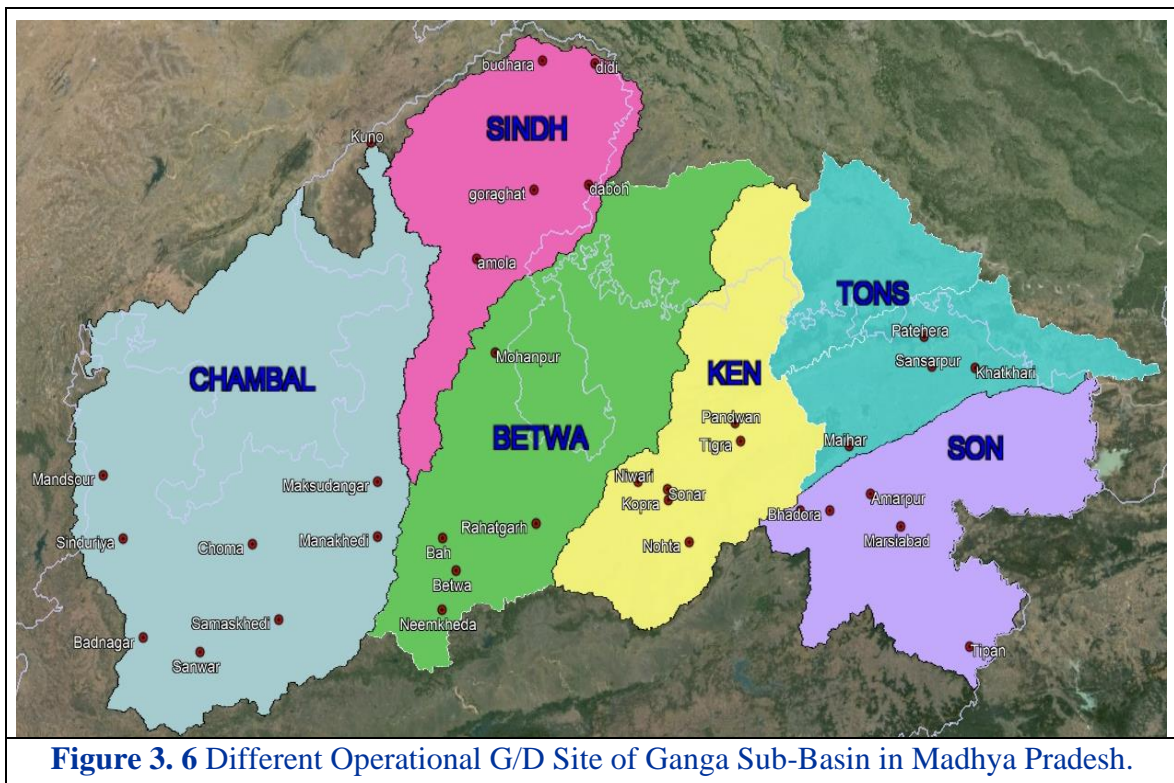 budhara
didi
SINDH
Kuno
goraghat
daboh
amola
TONS
Patehera
Sansarpur
Khatkhari
Mohanpur
CHAMBAL
KEN
Pandwan
Tigra
BETWA
Maihar
SON
Mandsour
Maksudangar
Niwari
Sonar
Kopra
Amarpur
Bhadora
Marsiabad
Rahatgarh
Sinduriya
Choma
Manakhedi
Bah
Nohta
Betwa
Neemkheda
Samaskhedi
Badnagar
Sanwar
Tipan
Figure 3. 6 Different Operational G/D Site of Ganga Sub-Basin in Madhya Pradesh.